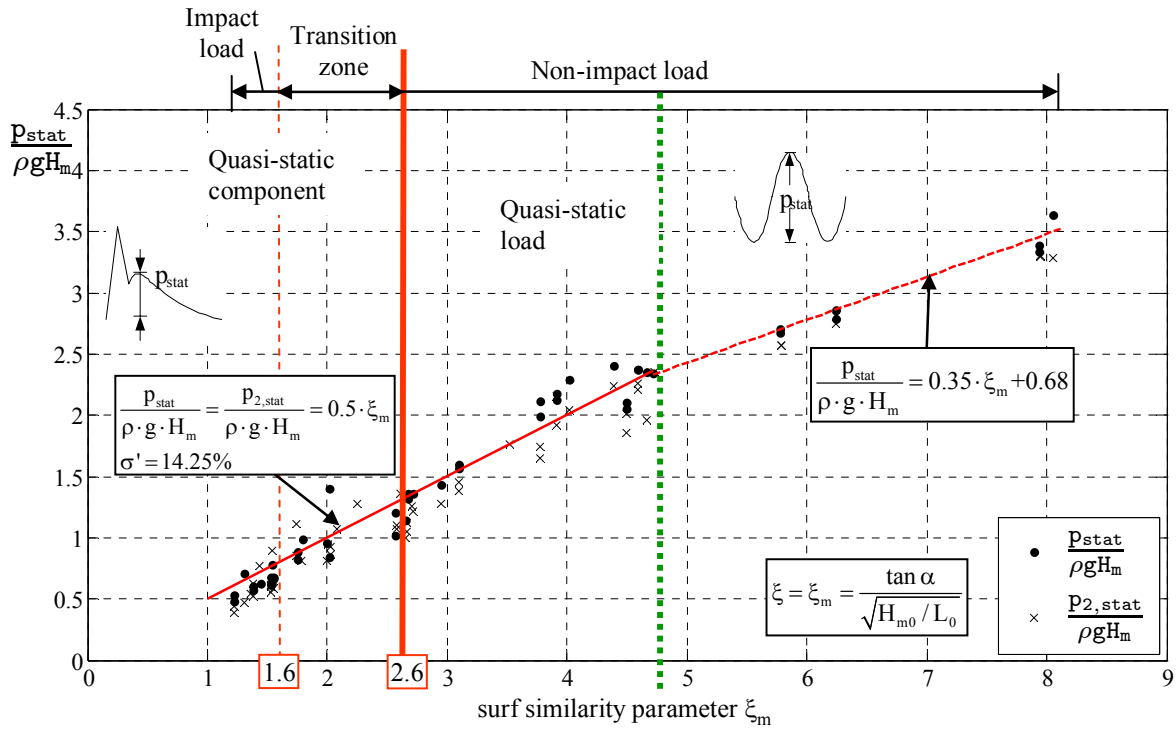 Impact load
Transition zone
Non-impact load
p_stat / ρgH_m
4.5
4
3.5
3
2.5
2
1.5
1
0.5
0
Quasi-static component
Quasi-static load
p_stat
p_stat
p_stat / ρ·g·H_m = p_2,stat / ρ·g·H_m = 0.5·ξ_m
σ' = 14.25%
p_stat / ρ·g·H_m = 0.35·ξ_m+0.68
ξ = ξ_m = tan α / √(H_m0 / L_0)
p_stat / ρgH_m
p_2,stat / ρgH_m
0 1 1.6 2 2.6 3 4 5 6 7 8 9
surf similarity parameter ξ_m